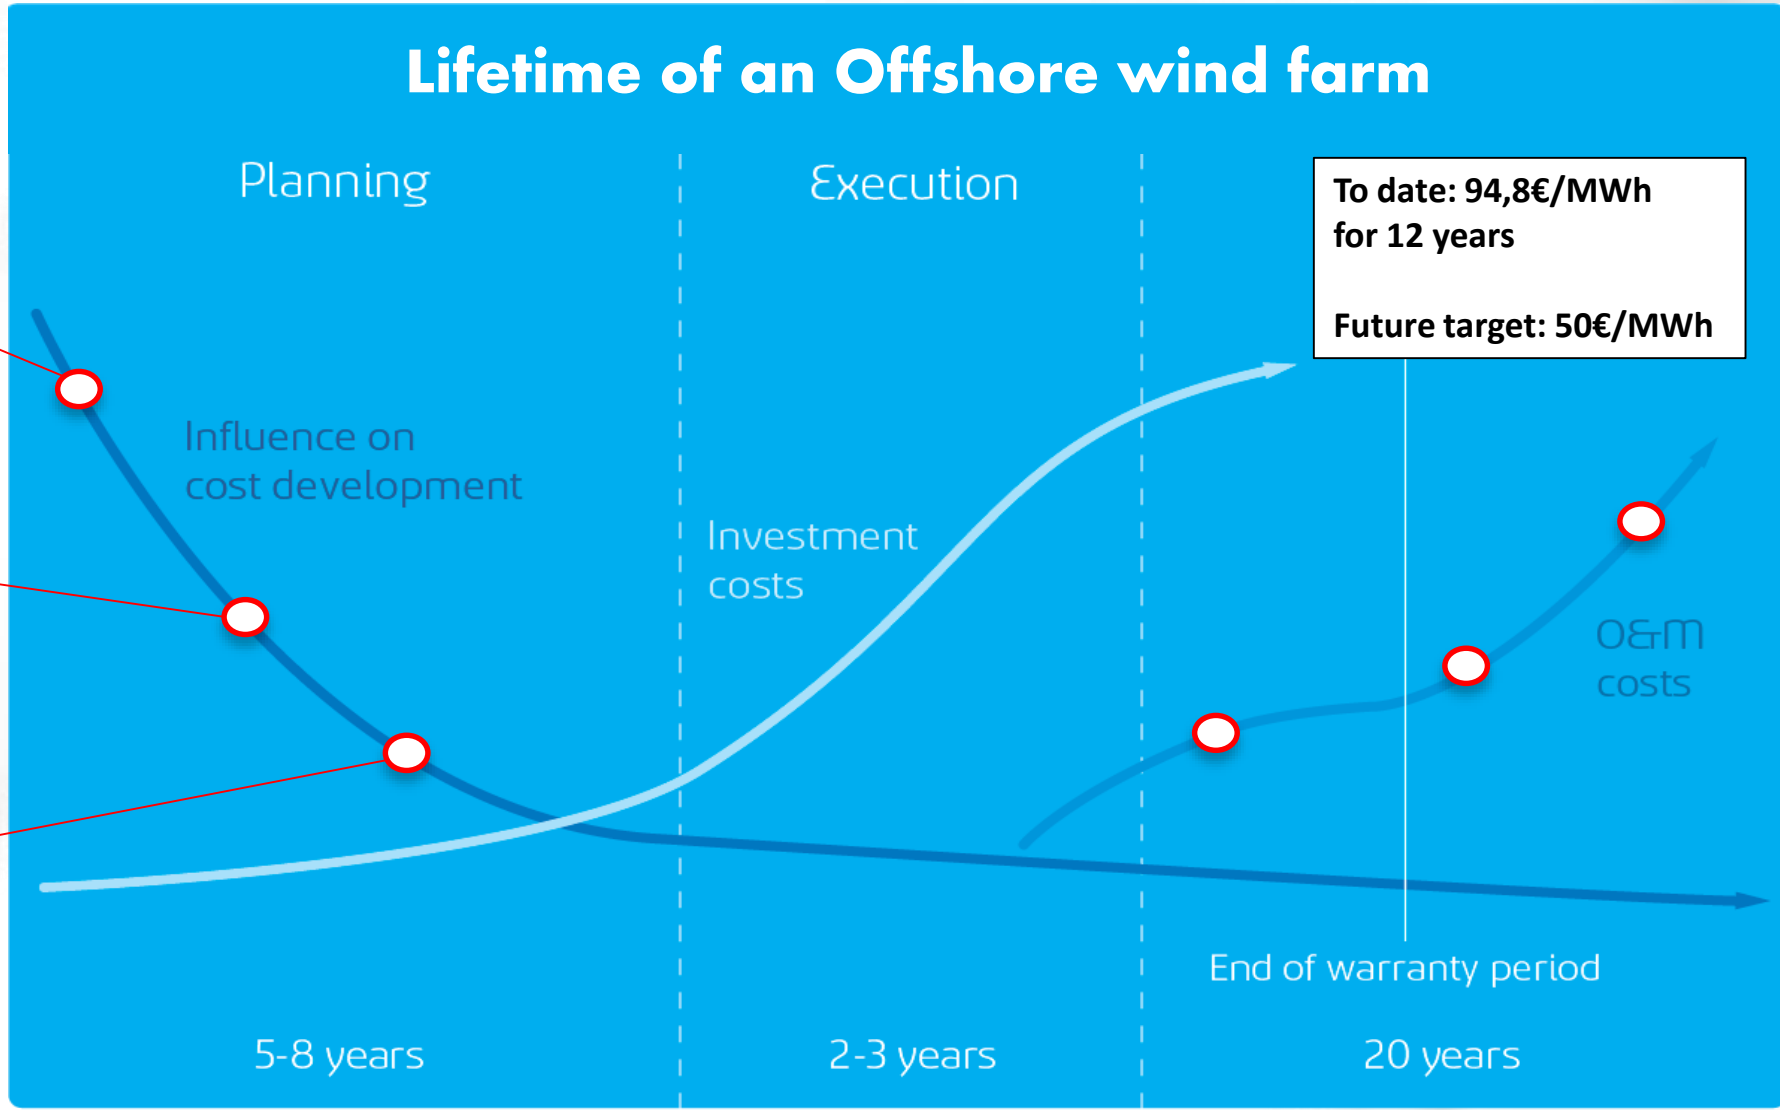 Lifetime of an Offshore wind farm
Planning
Execution
To date: 94,8€/MWh
for 12 years
Future target: 50€/MWh
Influence on
cost development
Investment
costs
O&M
costs
End of warranty period
5-8 years
2-3 years
20 years